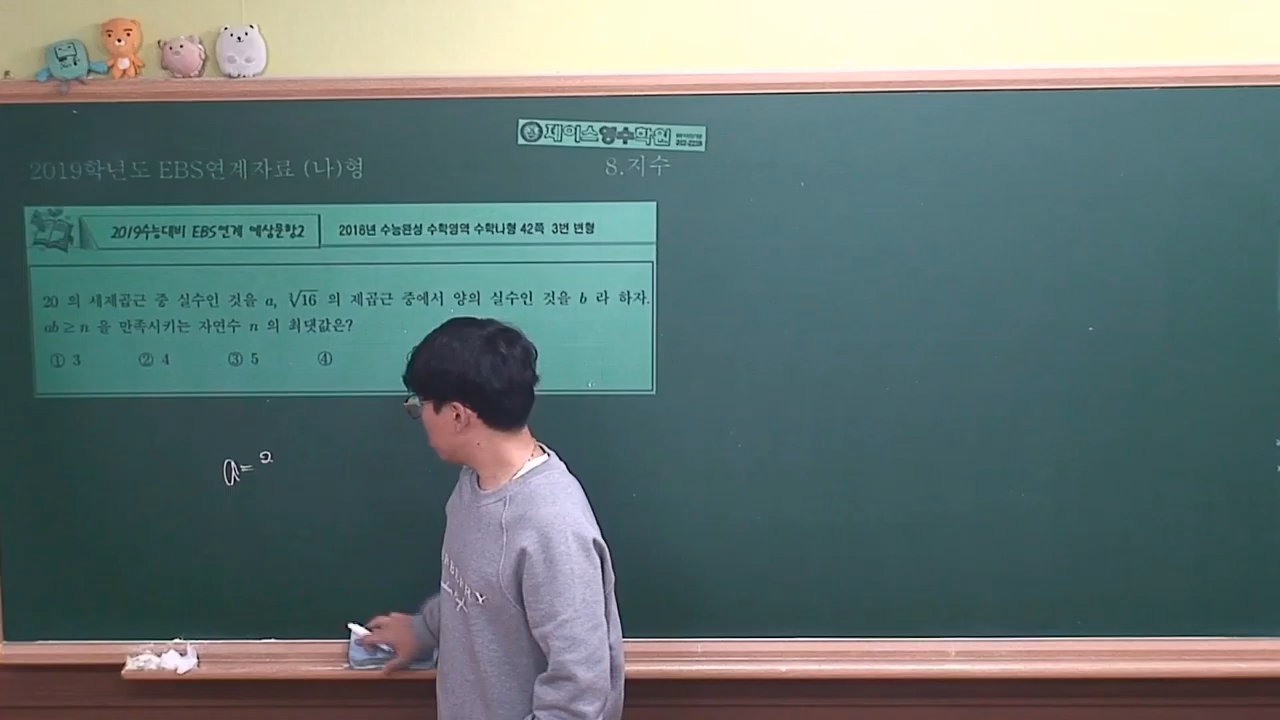 제이스영수학원
2019학년도 EBS연계자료 (나)형
8.지수
2019수능대비 EBS연계 예상문항2
2018년 수능완성 수학영역 수학나형 42쪽 3번 변형
20 의 세제곱근 중 실수인 것을 a, ∛16 의 제곱근 중에서 양의 실수인 것을 b 라 하자.
ab ≥ n 을 만족시키는 자연수 n 의 최댓값은?
① 3 ② 4 ③ 5 ④
a= 2